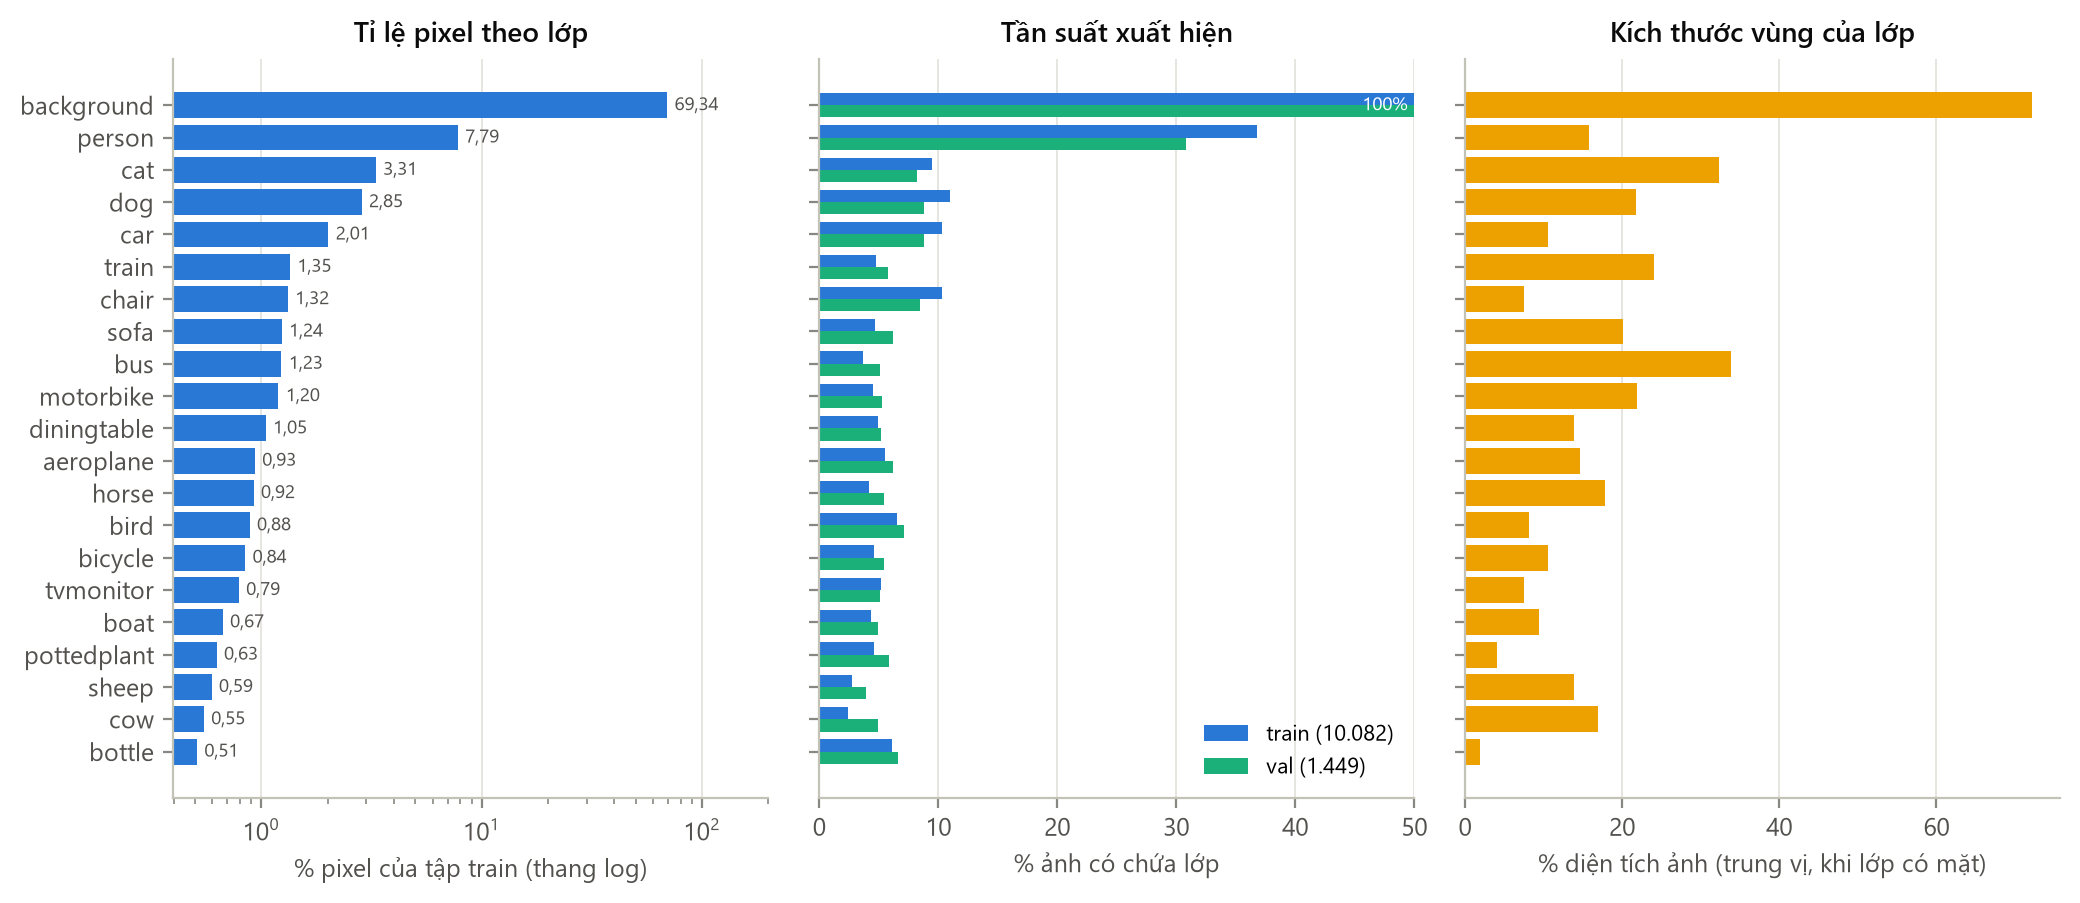 Tỉ lệ pixel theo lớp
background 69,34
person 7,79
cat 3,31
dog 2,85
car 2,01
train 1,35
chair 1,32
sofa 1,24
bus 1,23
motorbike 1,20
diningtable 1,05
aeroplane 0,93
horse 0,92
bird 0,88
bicycle 0,84
tvmonitor 0,79
boat 0,67
pottedplant 0,63
sheep 0,59
cow 0,55
bottle 0,51
10⁰ 10¹ 10²
% pixel của tập train (thang log)
Tần suất xuất hiện
100%
train (10.082)
val (1.449)
0 10 20 30 40 50
% ảnh có chứa lớp
Kích thước vùng của lớp
0 20 40 60
% diện tích ảnh (trung vị, khi lớp có mặt)